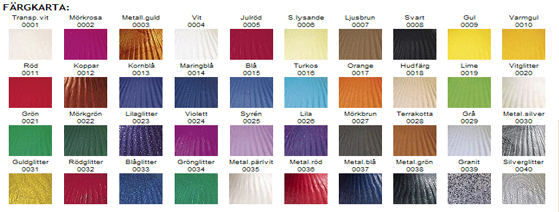 FÄRGKARTA:
Transp.vit Mörkrosa Metall.guld Vit Julröd S.lysande Ljusbrun Svart Gul Varmgul
0001 0002 0003 0004 0005 0006 0007 0008 0009 0010
Röd Koppar Kornblå Maringblå Blå Turkos Orange Hudfärg Lime Vitglitter
0011 0012 0013 0014 0015 0016 0017 0018 0019 0020
Grön Mörkgrön Lilaglitter Violett Syrén Lila Mörkbrun Terrakotta Grå Metal.silver
0021 0022 0023 0024 0025 0026 0027 0028 0029 0030
Guldglitter Rödglitter Blåglitter Grönglitter Metal.pärlvit Metal.röd Metal.blå Metal.grön Granit Silverglitter
0031 0032 0033 0034 0035 0036 0037 0038 0039 0040